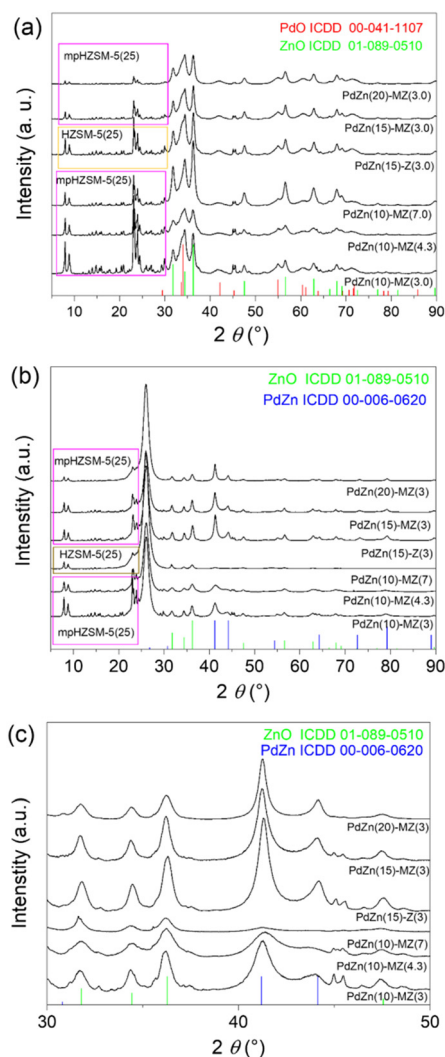 (a)
PdO ICDD 00-041-1107
ZnO ICDD 01-089-0510
mpHZSM-5(25)
PdZn(20)-MZ(3.0)
PdZn(15)-MZ(3.0)
HZSM-5(25)
PdZn(15)-Z(3.0)
mpHZSM-5(25)
PdZn(10)-MZ(7.0)
PdZn(10)-MZ(4.3)
PdZn(10)-MZ(3.0)
Intensity (a. u.)
10 20 30 40 50 60 70 80 90
2 θ (°)
(b)
ZnO ICDD 01-089-0510
PdZn ICDD 00-006-0620
mpHZSM-5(25)
PdZn(20)-MZ(3)
PdZn(15)-MZ(3)
HZSM-5(25)
PdZn(15)-Z(3)
PdZn(10)-MZ(7)
PdZn(10)-MZ(4.3)
mpHZSM-5(25)
PdZn(10)-MZ(3)
Intenstity (a.u.)
10 20 30 40 50 60 70 80 90
2 θ (°)
(c)
ZnO ICDD 01-089-0510
PdZn ICDD 00-006-0620
PdZn(20)-MZ(3)
PdZn(15)-MZ(3)
PdZn(15)-Z(3)
PdZn(10)-MZ(7)
PdZn(10)-MZ(4.3)
PdZn(10)-MZ(3)
Intenstity (a.u.)
30 40 50
2 θ (°)